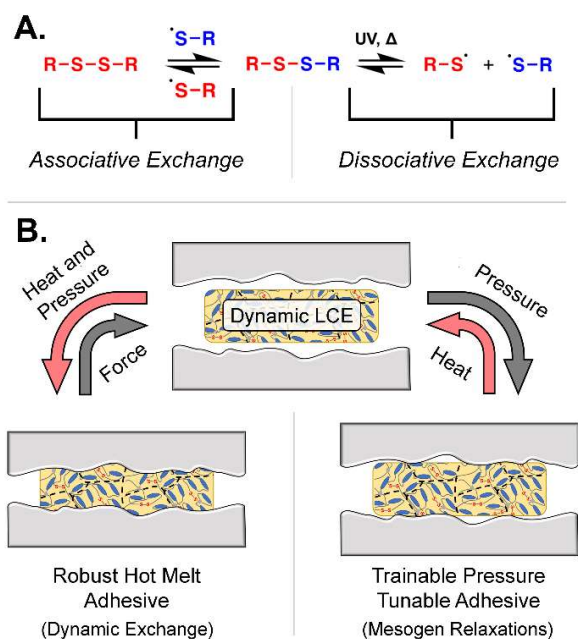 A.
•S–R
UV, Δ
R–S–S–R
R–S–S–R
R–S•
+
•S–R
•S–R
Associative Exchange
Dissociative Exchange
B.
Heat and
Pressure
Force
Dynamic LCE
Pressure
Heat
Robust Hot Melt
Adhesive
(Dynamic Exchange)
Trainable Pressure
Tunable Adhesive
(Mesogen Relaxations)